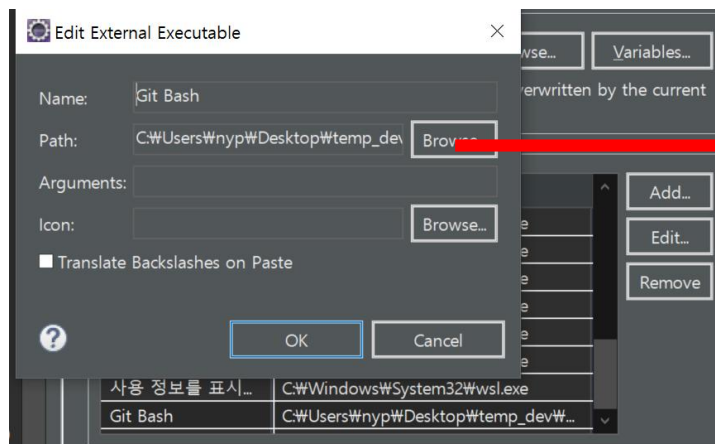 Edit External Executable
wse...
Variables...
Name:
Git Bash
erwritten by the current
Path:
C:₩Users₩nyp₩Desktop₩temp_de
Arguments:
Add...
Icon:
Browse...
e
Edit...
Translate Backslashes on Paste
e
e
Remove
e
OK
Cancel
e
e
사용 정보를 표시...
C:₩Windows₩System32₩wsl.exe
Git Bash
C:₩Users₩nyp₩Desktop₩temp_dev₩...